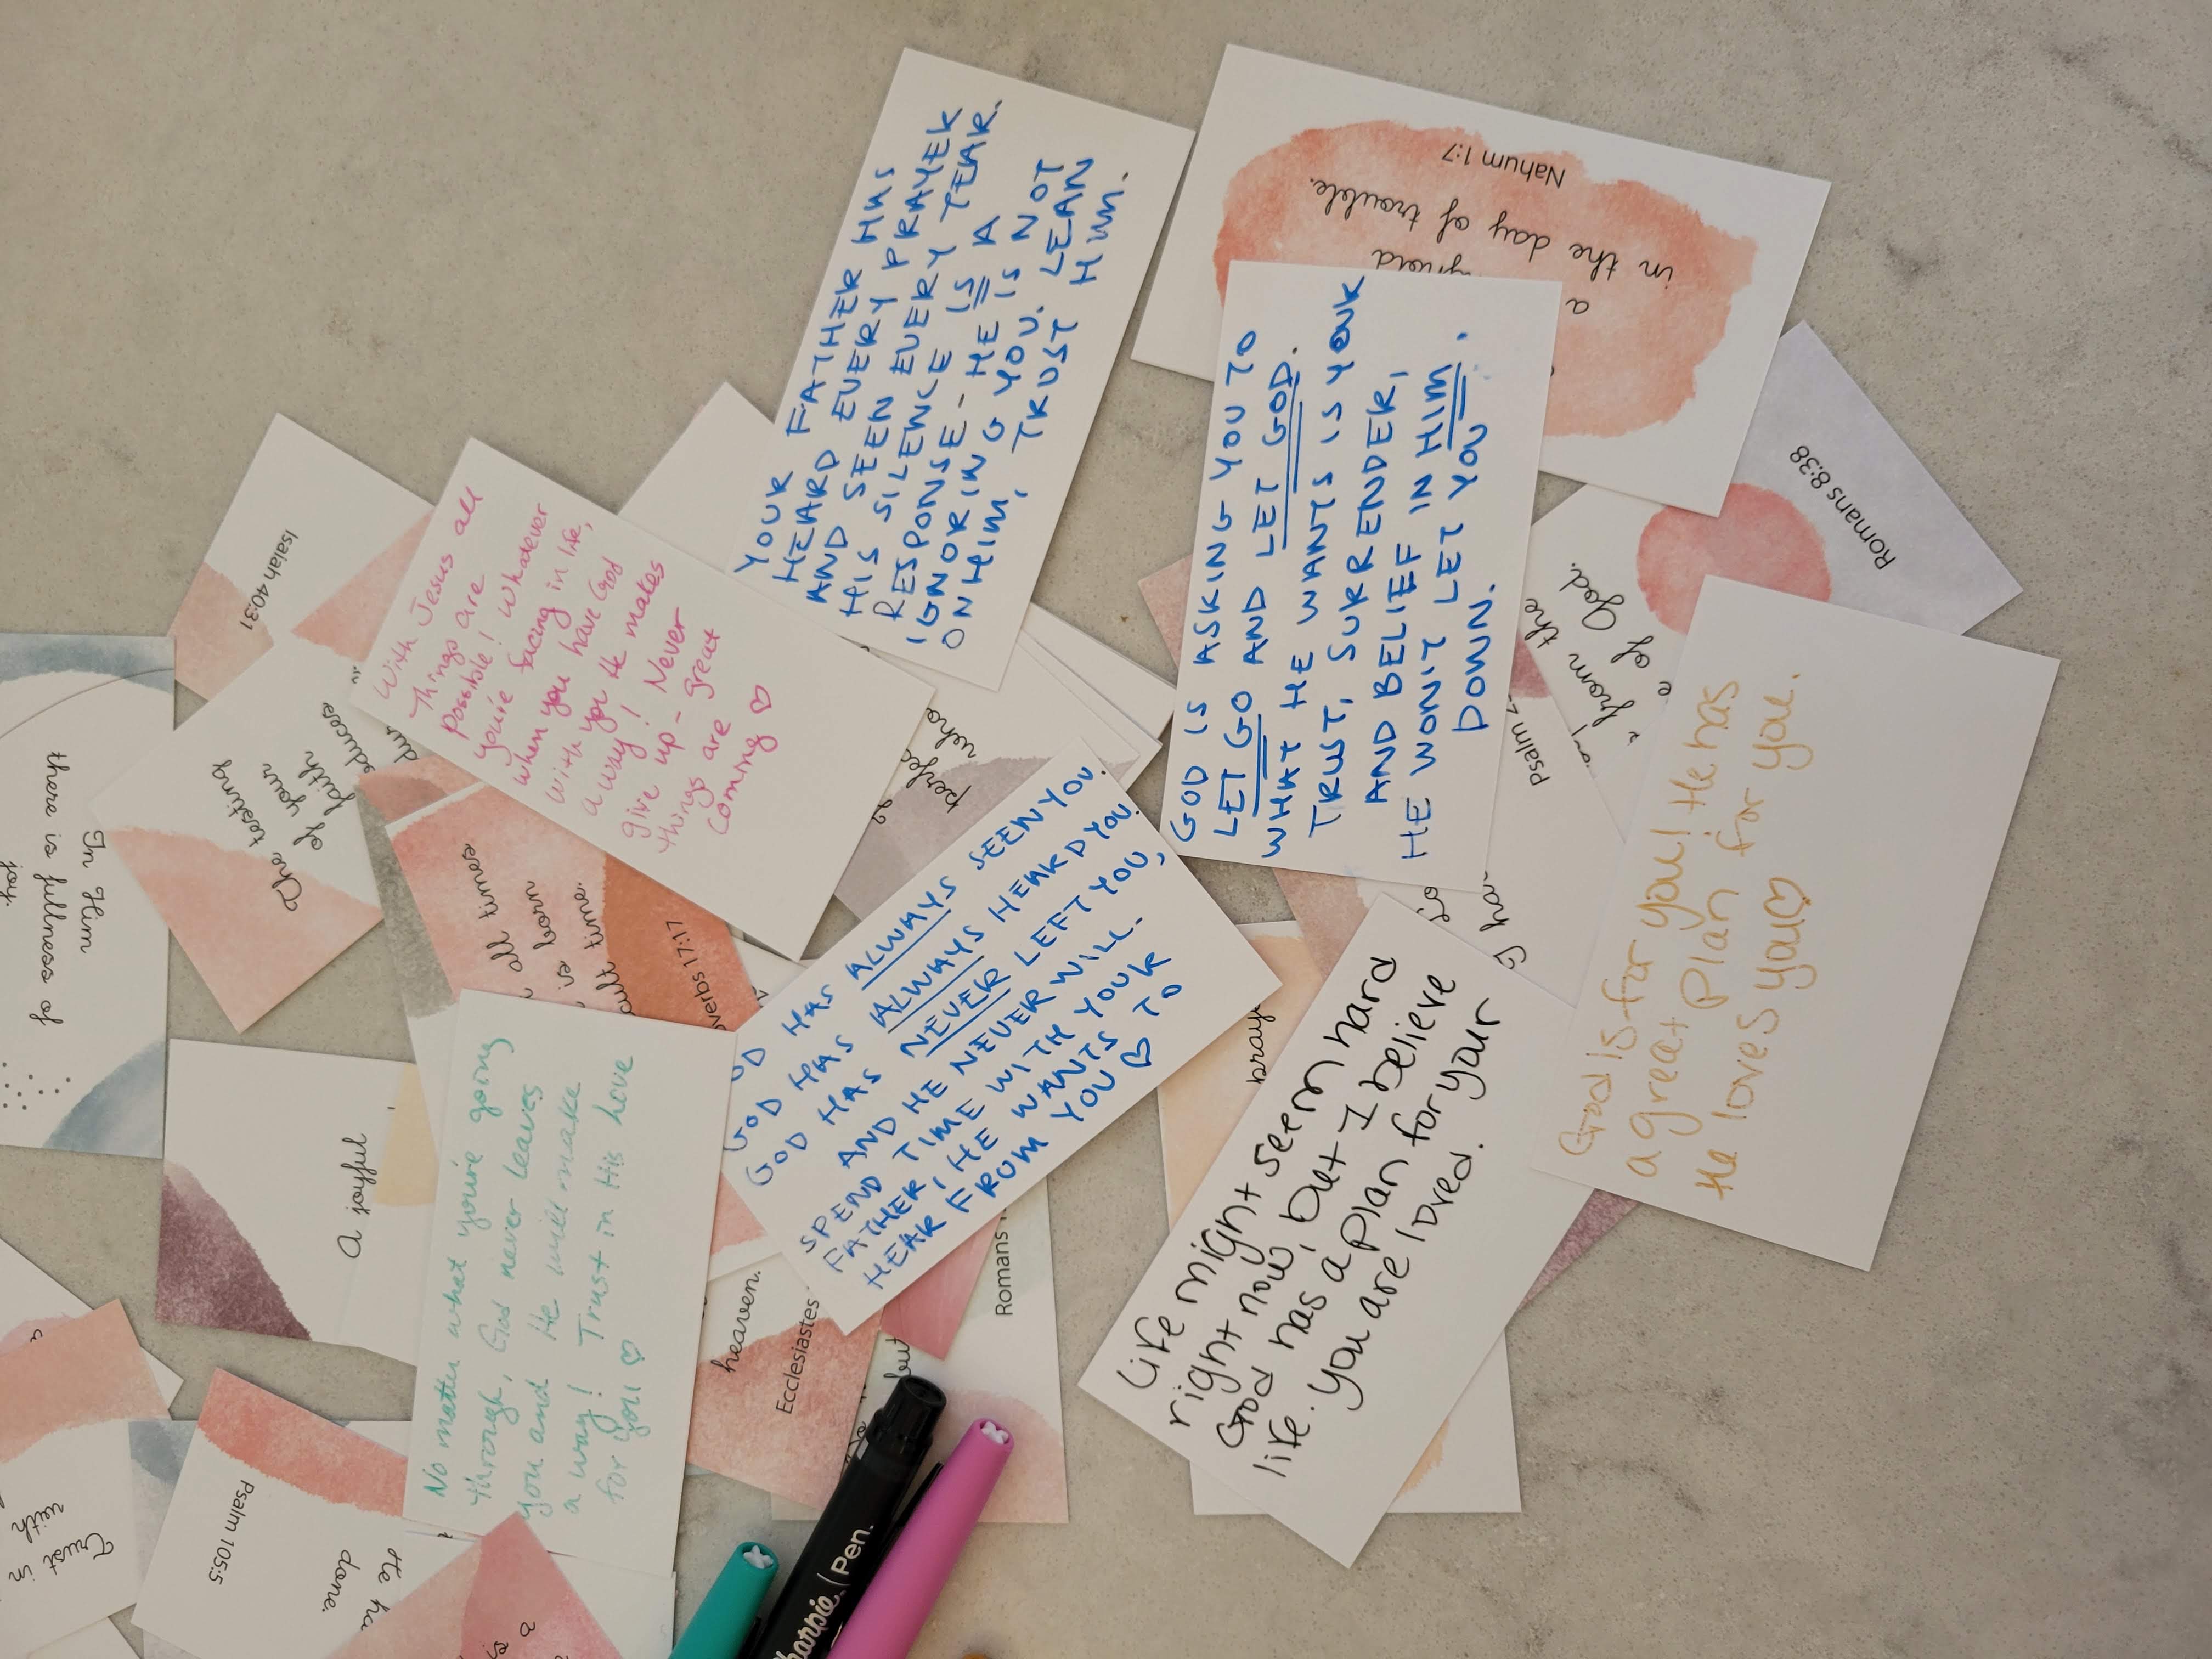 Trust in
with
In Him
there is fullness of
joy.
Psalm 105:5
He ha
done.
A joyful
The testing
of your
faith
oduces
dur
Isaiah 40:31
is a
No matter what you're going
through, God never leaves
you and He will make
a way! Trust in His love
for you ♡
all times
is born
cult time.
overbs 17:17
With Jesus all
Things are
possible! Whatever
you're facing in life,
when you have God
with you He makes
a way! Never
give up - great
things are
coming ♡
heaven.
Ecclesiastes
but
Romans
Sharpie | Pen.
OD HAS ALWAYS SEEN YOU.
GOD HAS ALWAYS HEARD YOU.
GOD HAS NEVER LEFT YOU,
AND HE NEVER WILL.
SPEND TIME WITH YOUR
FATHER, HE WANTS TO
HEAR FROM YOU ♡
perfec
who
YOUR FATHER HAS
HEARD EVERY PRAYER
AND SEEN EVERY TEAR.
HIS SILENCE IS A
RESPONSE - HE IS NOT
IGNORING YOU. LEAN
ON HIM, TRUST HIM.
Life might seem hard
right now, but I believe
God has a plan for your
life. you are loved.
pray
GOD IS ASKING YOU TO
LET GO AND LET GOD.
WHAT HE WANTS IS YOUR
TRUST, SURRENDER,
AND BELIEF IN HIM.
HE WON'T LET YOU
DOWN.
a
in the day of trouble.
Nahum 1:7
Lo
I ha
Psalm 2
from the
e of God.
Romans 8:38
God is for you! He has
a great plan for you.
He loves you♡